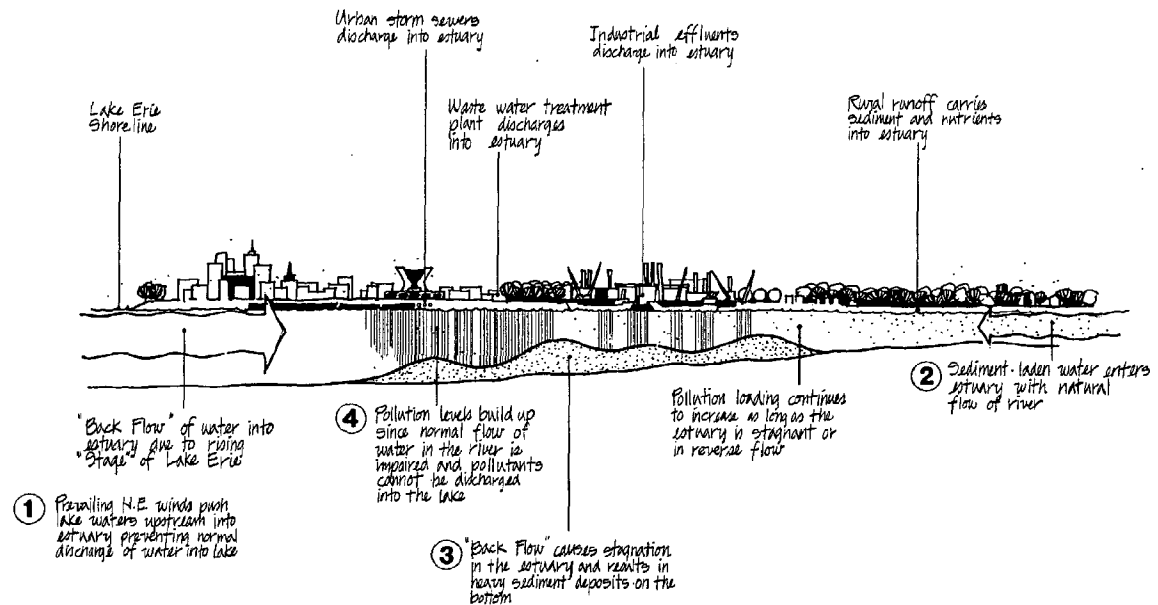 Urban storm sewers
discharge into estuary
Industrial effluents
discharge into estuary
Lake Erie
Shoreline
Waste water treatment
plant discharges
into estuary
Rural runoff carries
sediment and nutrients
into estuary
"Back Flow" of water into
estuary due to rising
"Stage" of Lake Erie
1 Prevailing N.E. winds push
lake waters upstream into
estuary preventing normal
discharge of water into lake
4 Pollution levels build up
since normal flow of
water in the river is
impaired and pollutants
cannot be discharged
into the lake
3 "Back Flow" causes stagnation
in the estuary and results in
heavy sediment deposits on the
bottom
Pollution loading continues
to increase as long as the
estuary is stagnant or
in reverse flow
2 Sediment-laden water enters
estuary with natural
flow of river